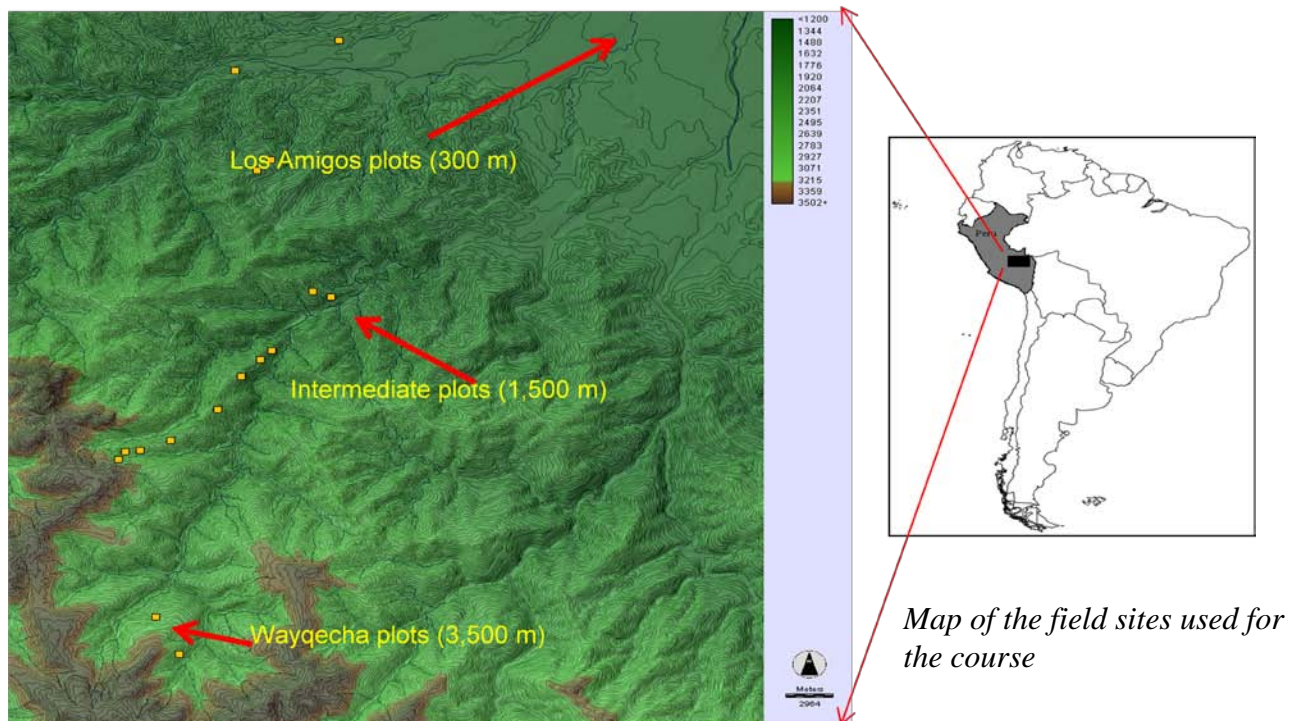 <1200
1344
1488
1632
1776
1920
2064
2207
2351
2495
2639
2783
2927
3071
3215
3359
3502+
Los Amigos plots (300 m)
Intermediate plots (1,500 m)
Wayqecha plots (3,500 m)
Meters
2964
Peru
Map of the field sites used for
the course